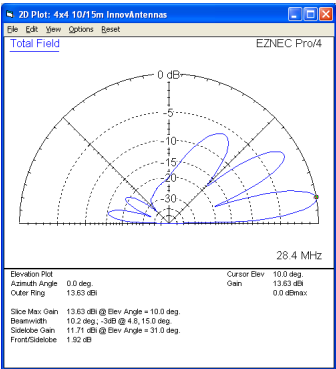 2D Plot: 4x4 10/15m InnovAntennas
File Edit View Options Reset
Total Field EZNEC Pro/4
0 dB
-5
-10
-15
-20
-30
28.4 MHz
Elevation Plot Cursor Elev 10.0 deg.
Azimuth Angle 0.0 deg. Gain 13.63 dBi
Outer Ring 13.63 dBi 0.0 dBmax
Slice Max Gain 13.63 dBi @ Elev Angle = 10.0 deg.
Beamwidth 10.2 deg.; -3dB @ 4.8, 15.0 deg.
Sidelobe Gain 11.71 dBi @ Elev Angle = 31.0 deg.
Front/Sidelobe 1.92 dB